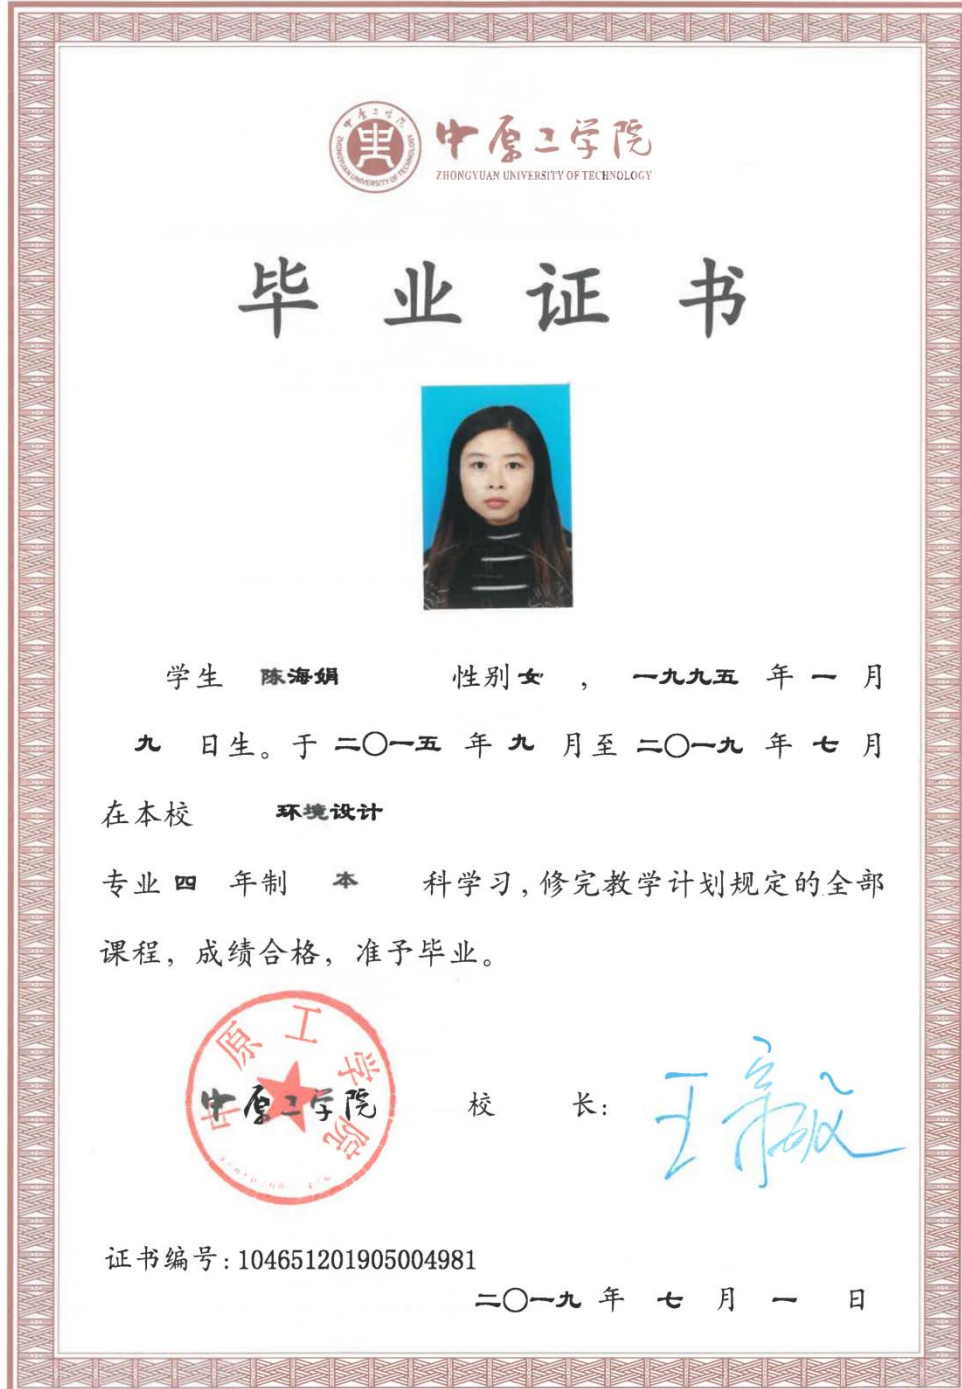 中原工学院
ZHONGYUAN UNIVERSITY OF TECHNOLOGY
毕业证书
学生 陈海娟 性别 女 , 一九九五 年 一 月
九 日生。于 二〇一五 年 九 月至 二〇一九 年 七 月
在本校 环境设计
专业 四 年制 本 科学习,修完教学计划规定的全部
课程,成绩合格,准予毕业。
中原工学院
中原工学院
校 长:
证书编号:104651201905004981
二〇一九 年 七 月 一 日